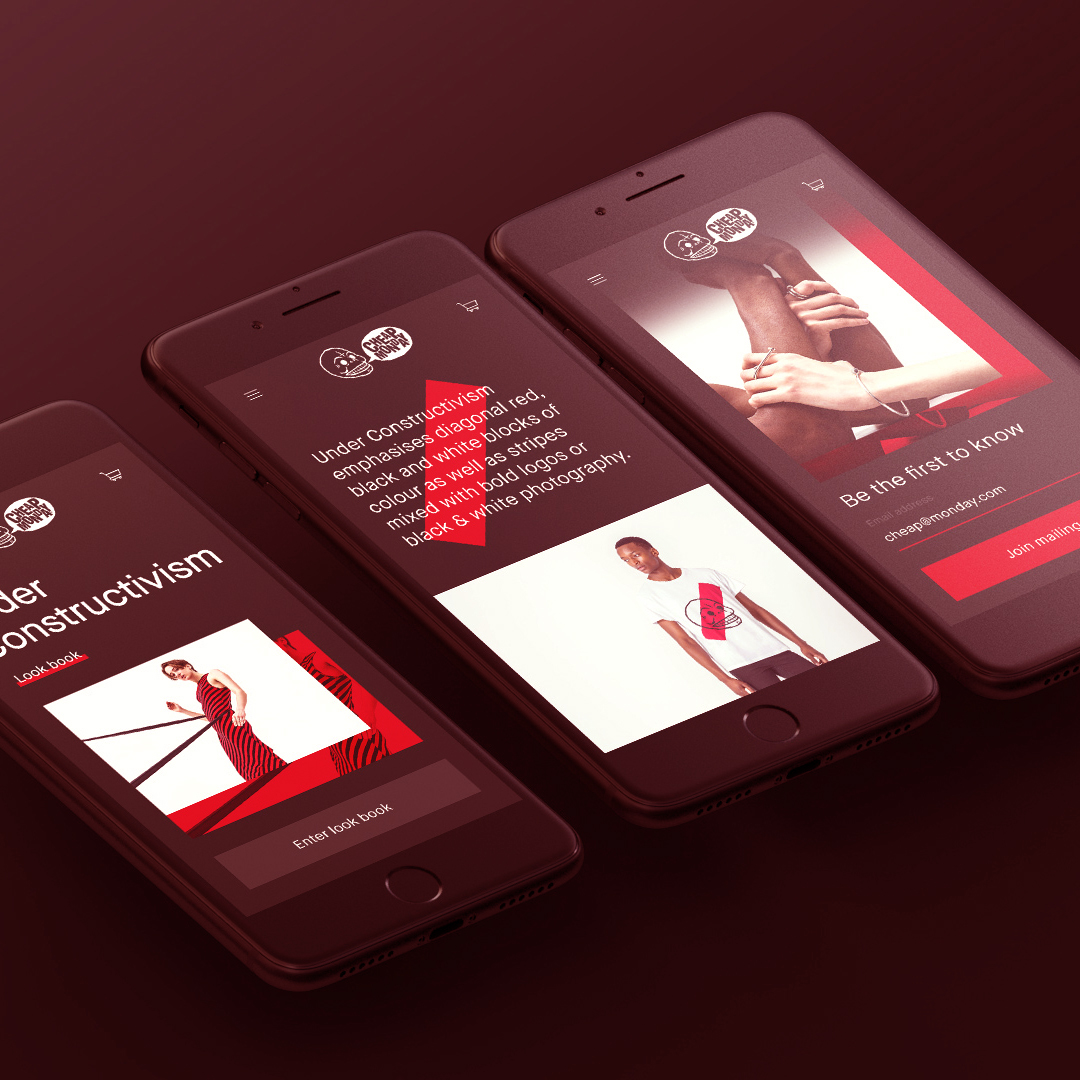 CHEAP
MONDAY
constructivism
Look book
Enter look book
CHEAP
MONDAY
Under Constructivism
emphasises diagonal red,
black and white blocks of
colour as well as stripes
mixed with bold logos or
black & white photography.
CHEAP
MONDAY
Be the first to know
Email address
cheap@monday.com
Join mailing